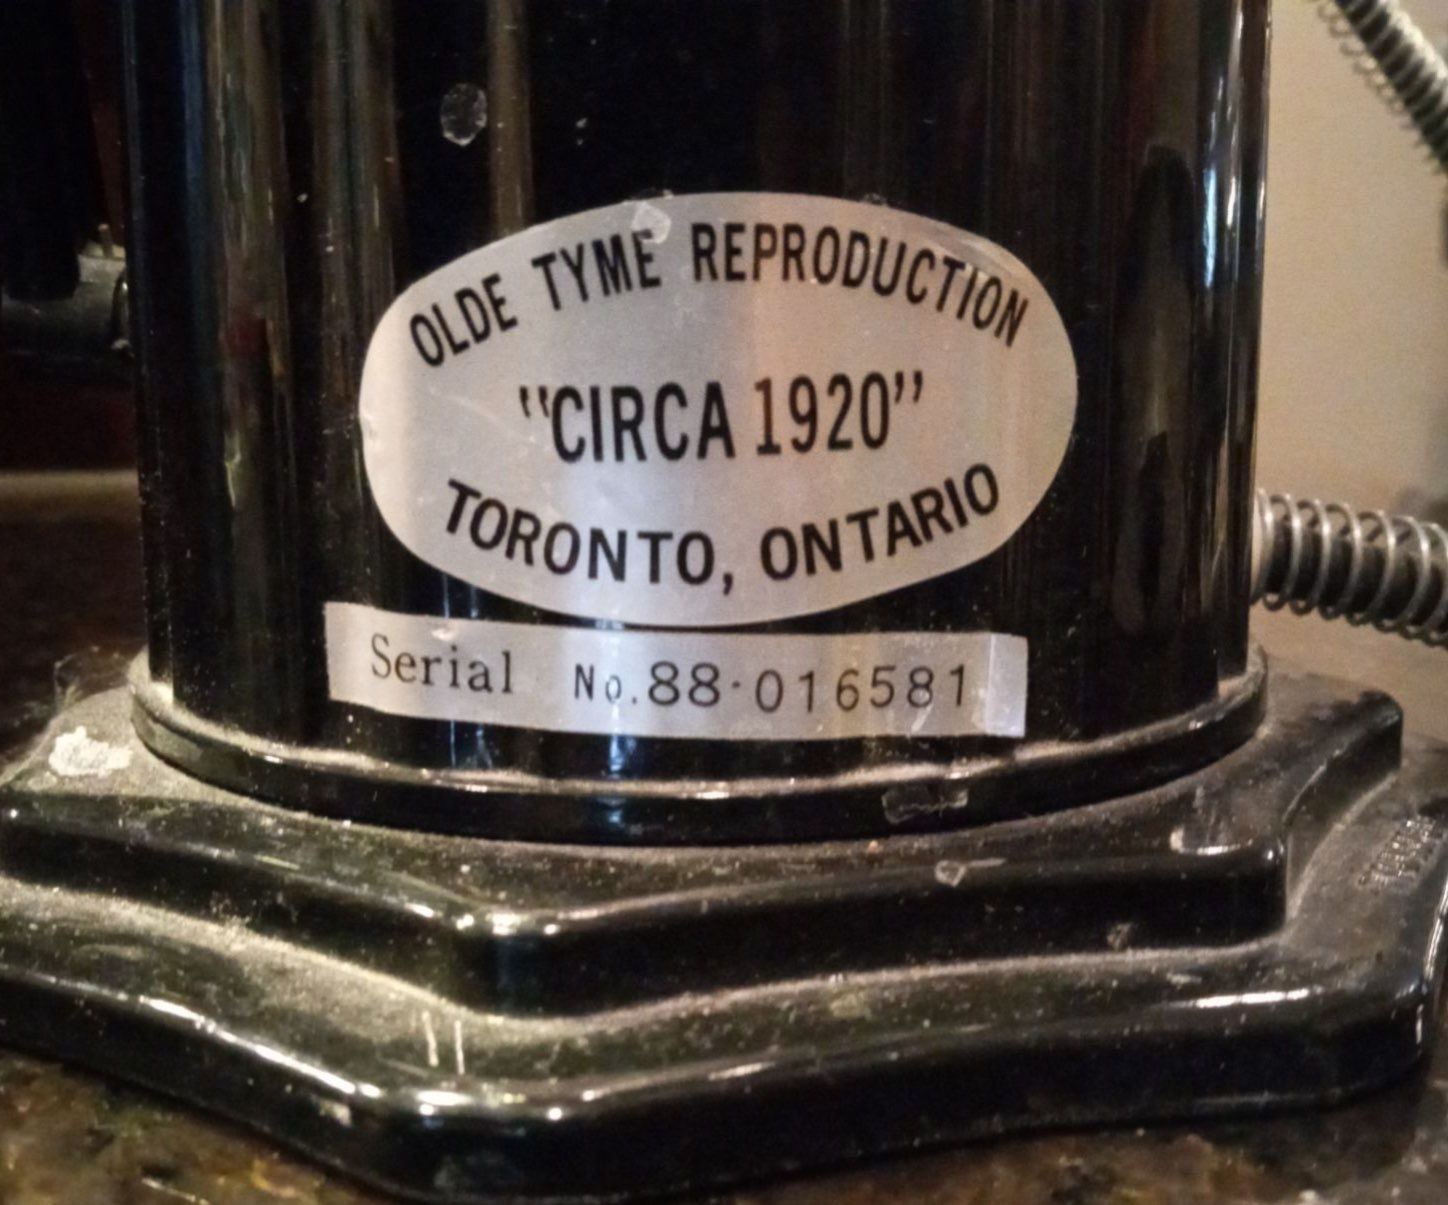 OLDE TYME REPRODUCTION
"CIRCA 1920"
TORONTO, ONTARIO
Serial No. 88·016581